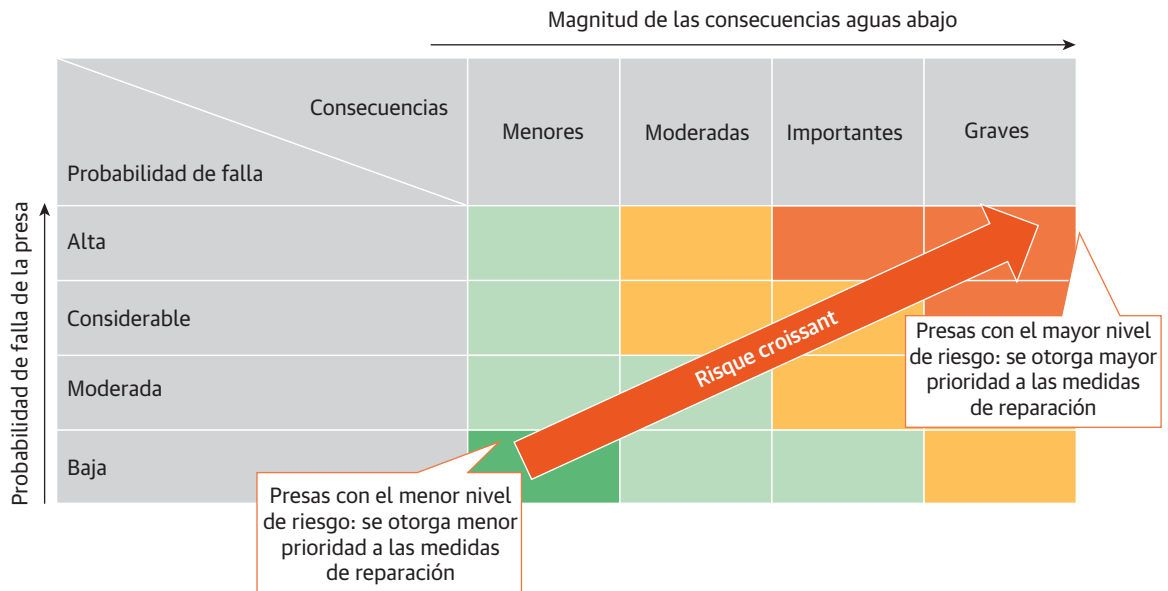 Magnitud de las consecuencias aguas abajo
Consecuencias
Probabilidad de falla
Menores
Moderadas
Importantes
Graves
Probabilidad de falla de la presa
Alta
Considerable
Moderada
Baja
Risque croissant
Presas con el mayor nivel
de riesgo: se otorga mayor
prioridad a las medidas
de reparación
Presas con el menor nivel
de riesgo: se otorga menor
prioridad a las medidas
de reparación